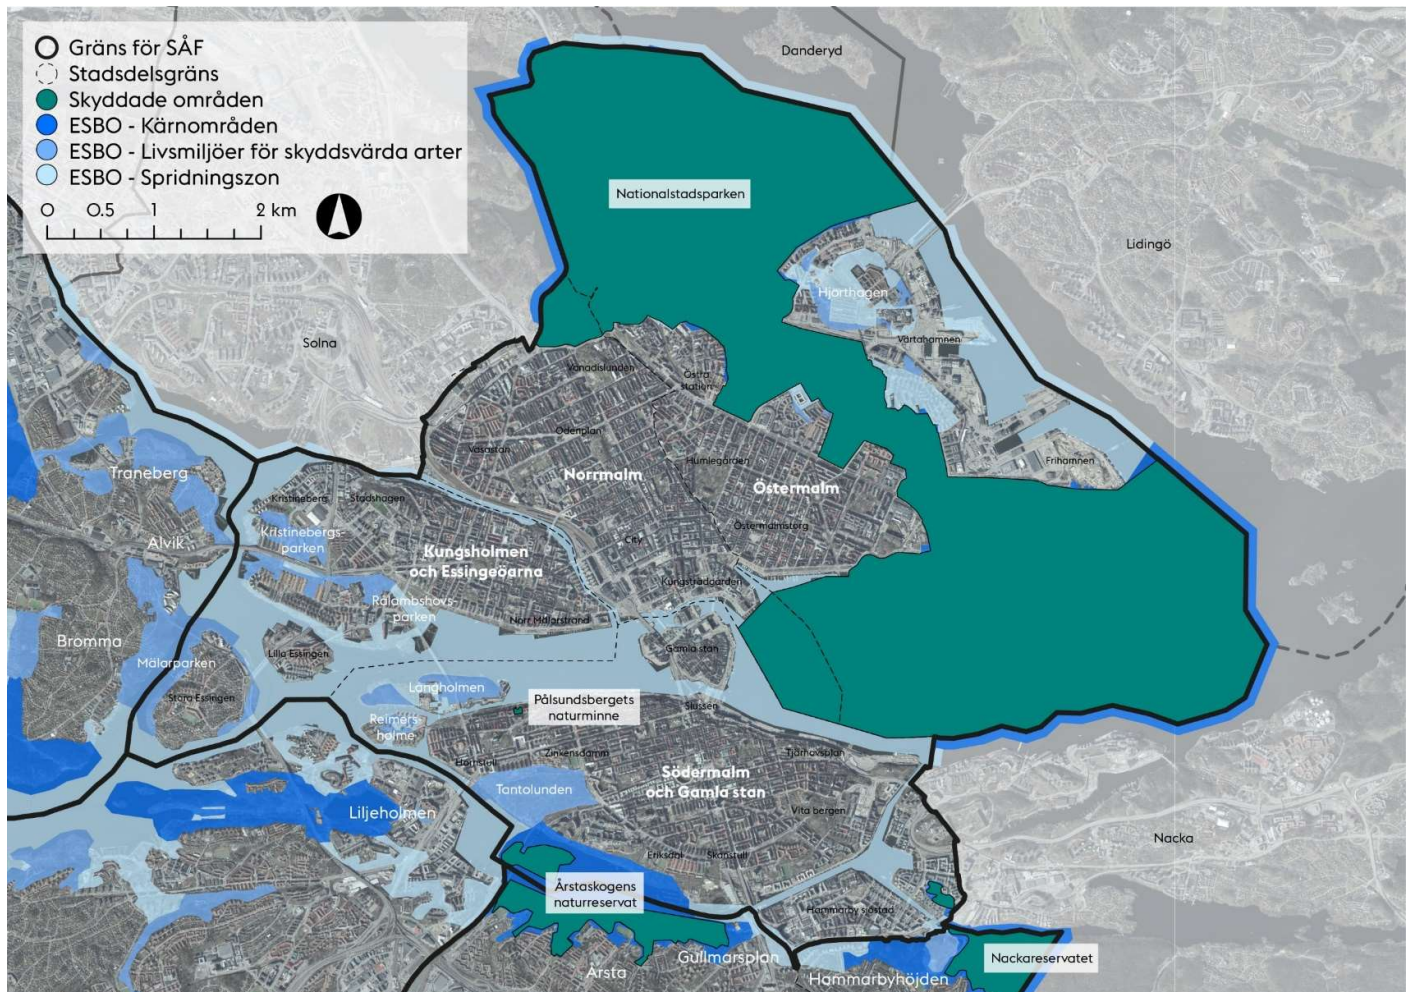 Gräns för SÅF
Stadsdelsgräns
Skyddade områden
ESBO - Kärnområden
ESBO - Livsmiljöer för skyddsvärda arter
ESBO - Spridningszon
0 0.5 1 2 km
Danderyd
Nationalstadsparken
Lidingö
Hjorthagen
Värtahamnen
Solna
Vanadislunden
Östra
station
Odenplan
Vasastan
Humlegården
Frihamnen
Norrmalm
Östermalm
Traneberg
Kristineberg
Stadshagen
Kristinebergs-
parken
Östermalmstorg
Alvik
City
Kungsholmen
och Essingeöarna
Kungsträdgården
Rålambshovs-
parken
Norr Mälarstrand
Bromma
Gamla stan
Lilla Essingen
Mälarparken
Stora Essingen
Långholmen
Pålsundsbergets
naturminne
Slussen
Reimers-
holme
Hornstull
Zinkensdamm
Tjärhovsplan
Södermalm
och Gamla stan
Tantolunden
Liljeholmen
Vita bergen
Nacka
Eriksdal
Skanstull
Årstaskogens
naturreservat
Hammarby sjöstad
Årsta
Gullmarsplan
Nackareservatet
Hammarbyhöjden